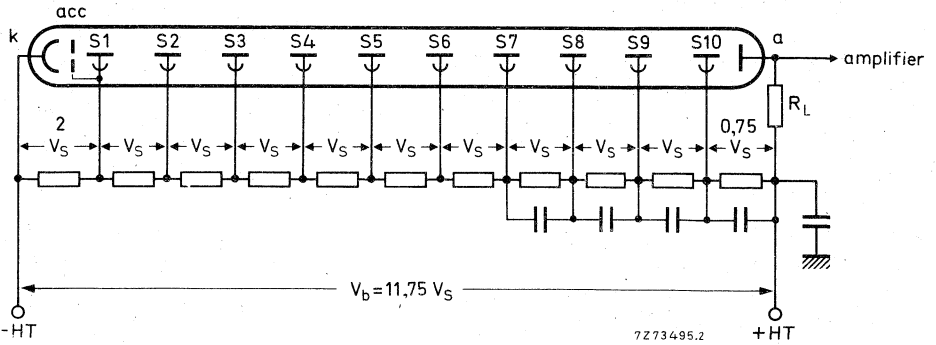 acc
k S1 S2 S3 S4 S5 S6 S7 S8 S9 S10 a
amplifier
R_L
2 0,75
V_S V_S V_S V_S V_S V_S V_S V_S V_S V_S V_S
V_b = 11,75 V_S
-HT 7Z73495.2 +HT